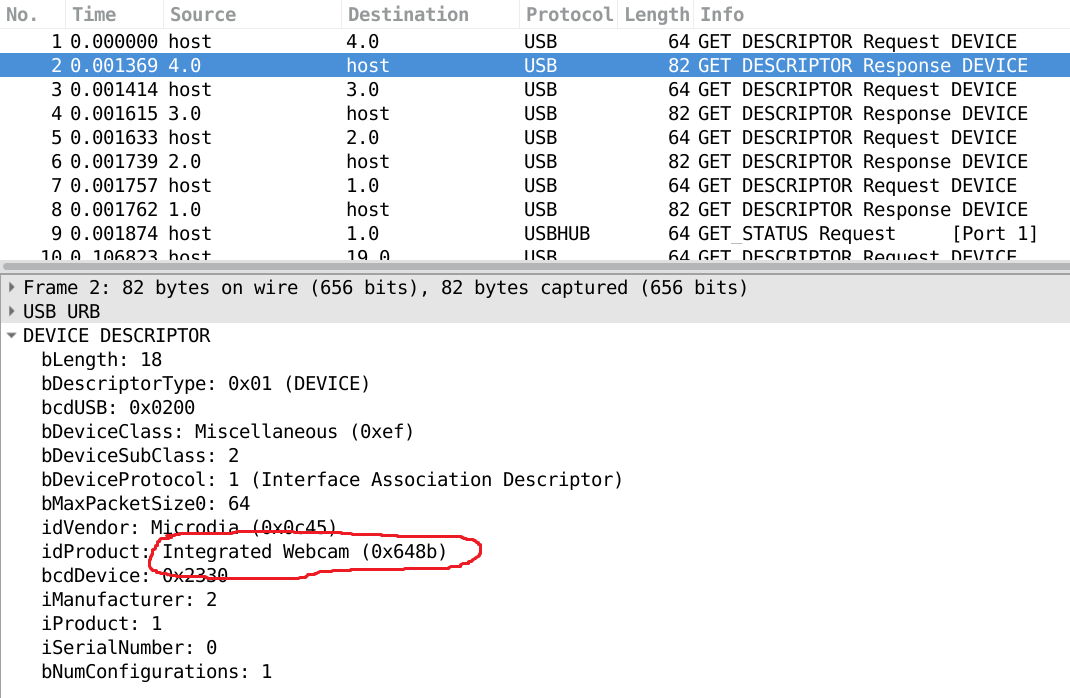 No. Time Source Destination Protocol Length Info
1 0.000000 host 4.0 USB 64 GET DESCRIPTOR Request DEVICE
2 0.001369 4.0 host USB 82 GET DESCRIPTOR Response DEVICE
3 0.001414 host 3.0 USB 64 GET DESCRIPTOR Request DEVICE
4 0.001615 3.0 host USB 82 GET DESCRIPTOR Response DEVICE
5 0.001633 host 2.0 USB 64 GET DESCRIPTOR Request DEVICE
6 0.001739 2.0 host USB 82 GET DESCRIPTOR Response DEVICE
7 0.001757 host 1.0 USB 64 GET DESCRIPTOR Request DEVICE
8 0.001762 1.0 host USB 82 GET DESCRIPTOR Response DEVICE
9 0.001874 host 1.0 USBHUB 64 GET_STATUS Request [Port 1]
10 0.106823 host 19.0 USB 64 GET DESCRIPTOR Request DEVICE
Frame 2: 82 bytes on wire (656 bits), 82 bytes captured (656 bits)
USB URB
DEVICE DESCRIPTOR
bLength: 18
bDescriptorType: 0x01 (DEVICE)
bcdUSB: 0x0200
bDeviceClass: Miscellaneous (0xef)
bDeviceSubClass: 2
bDeviceProtocol: 1 (Interface Association Descriptor)
bMaxPacketSize0: 64
idVendor: Microdia (0x0c45)
idProduct: Integrated Webcam (0x648b)
bcdDevice: 0x2330
iManufacturer: 2
iProduct: 1
iSerialNumber: 0
bNumConfigurations: 1